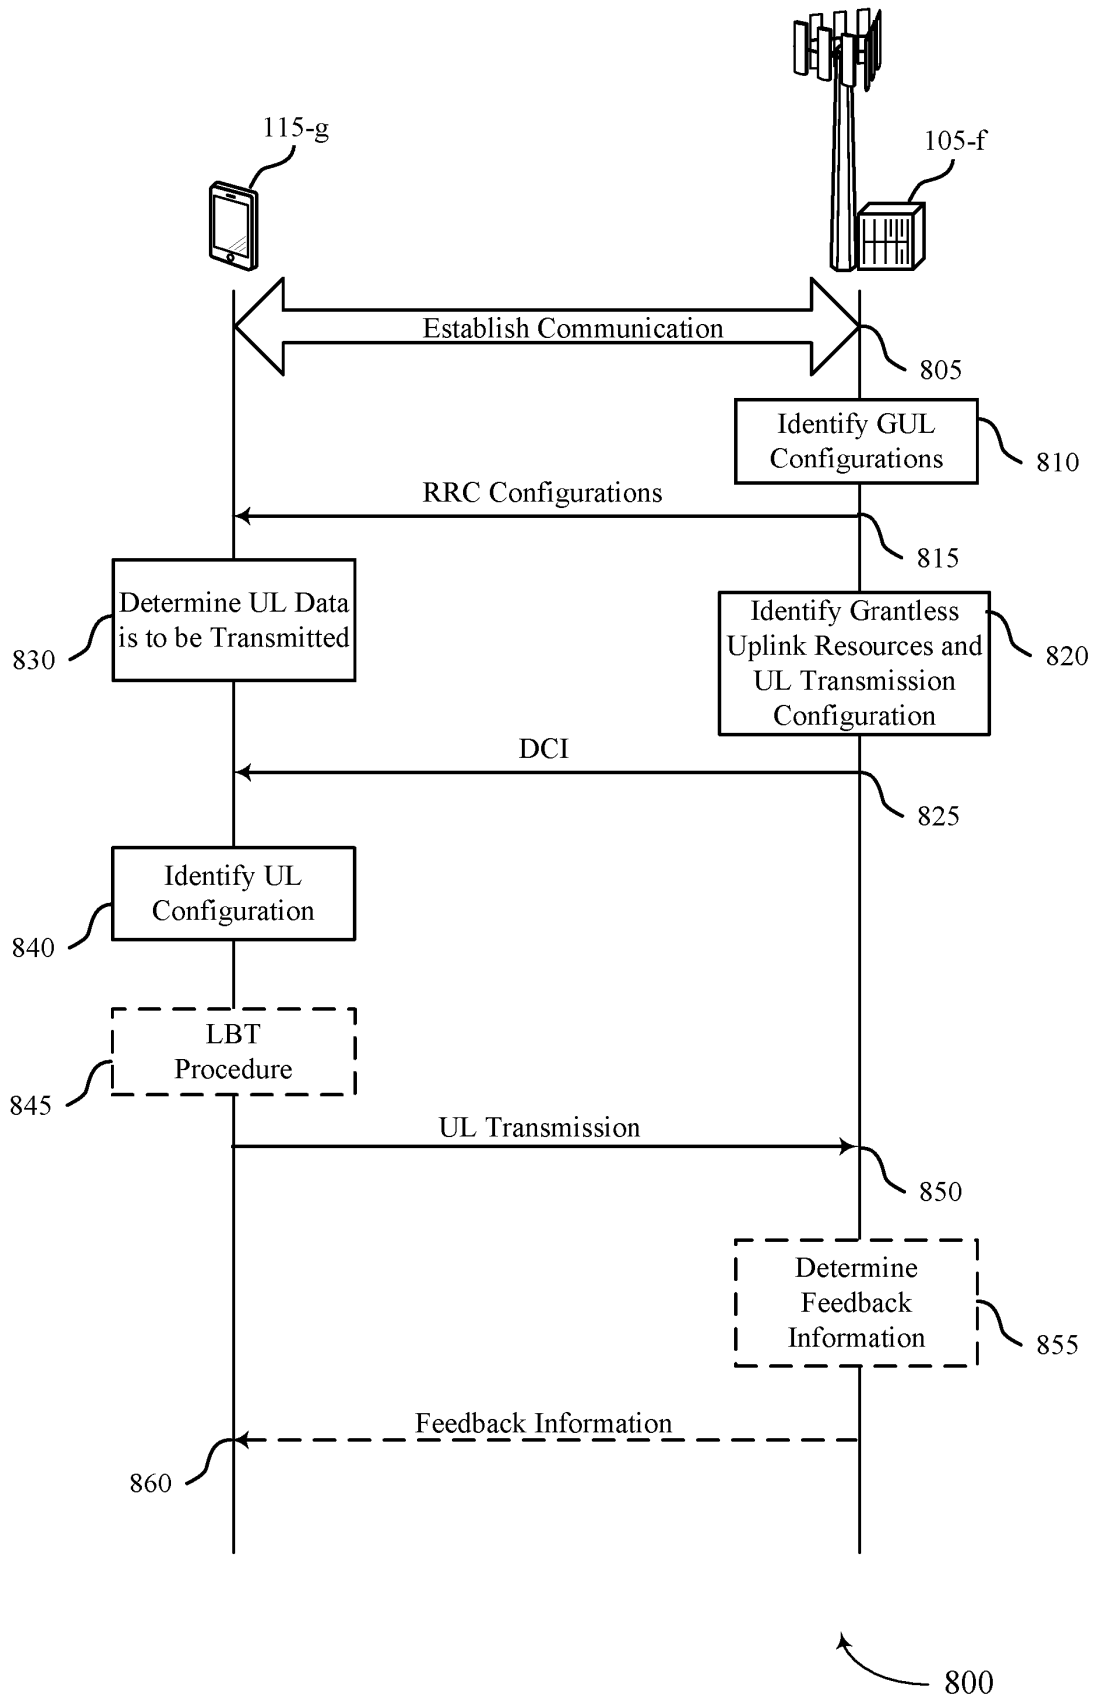 115-g
105-f
Establish Communication
805
Identify GUL
Configurations
810
RRC Configurations
815
Determine UL Data
is to be Transmitted
830
Identify Grantless
Uplink Resources and
UL Transmission
Configuration
820
DCI
825
Identify UL
Configuration
840
LBT
Procedure
845
UL Transmission
850
Determine
Feedback
Information
855
Feedback Information
860
800